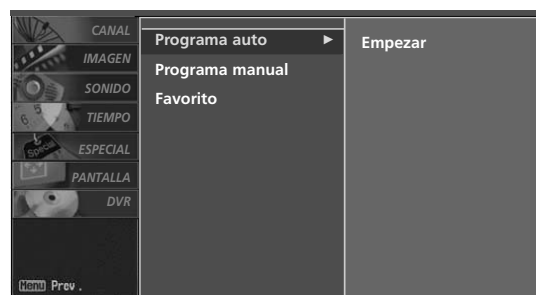 CANAL
IMAGEN
SONIDO
TIEMPO
ESPECIAL
PANTALLA
DVR
Menu Prev.
Programa auto ►
Programa manual
Favorito
Empezar